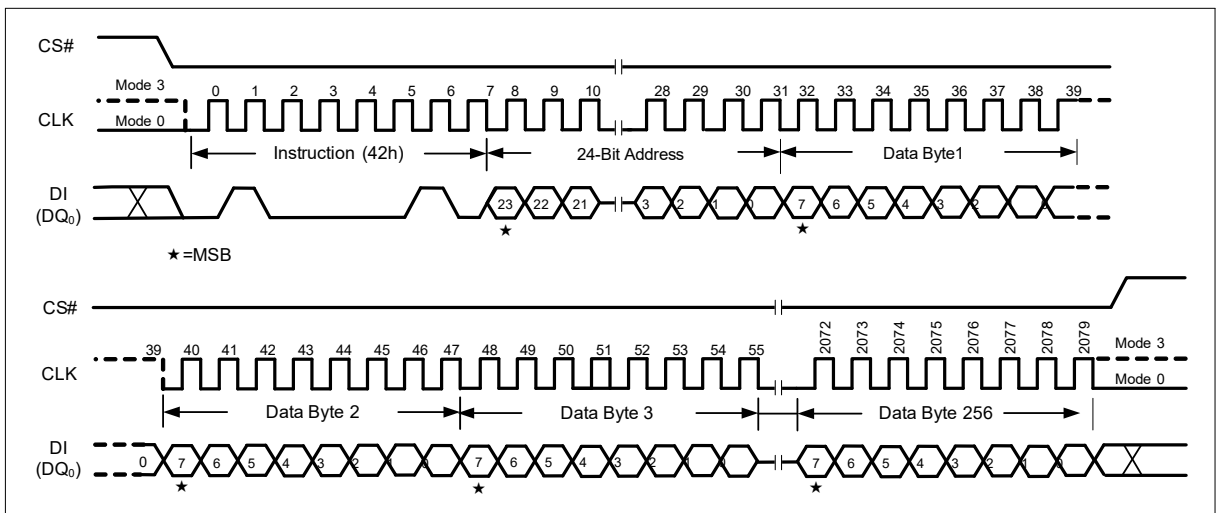 CS#
Mode 3
0 1 2 3 4 5 6 7 8 9 10 28 29 30 31 32 33 34 35 36 37 38 39
CLK
Mode 0
Instruction (42h) 24-Bit Address Data Byte1
DI
(DQ0)
23 22 21 3 2 1 0 7 6 5 4 3 2 1 0
★ ★
★=MSB
CS#
39 40 41 42 43 44 45 46 47 48 49 50 51 52 53 54 55 2072 2073 2074 2075 2076 2077 2078 2079
Mode 3
CLK
Mode 0
Data Byte 2 Data Byte 3 Data Byte 256
DI
(DQ0)
0 7 6 5 4 3 2 1 0 7 6 5 4 3 2 1 0 7 6 5 4 3 2 1 0
★ ★ ★